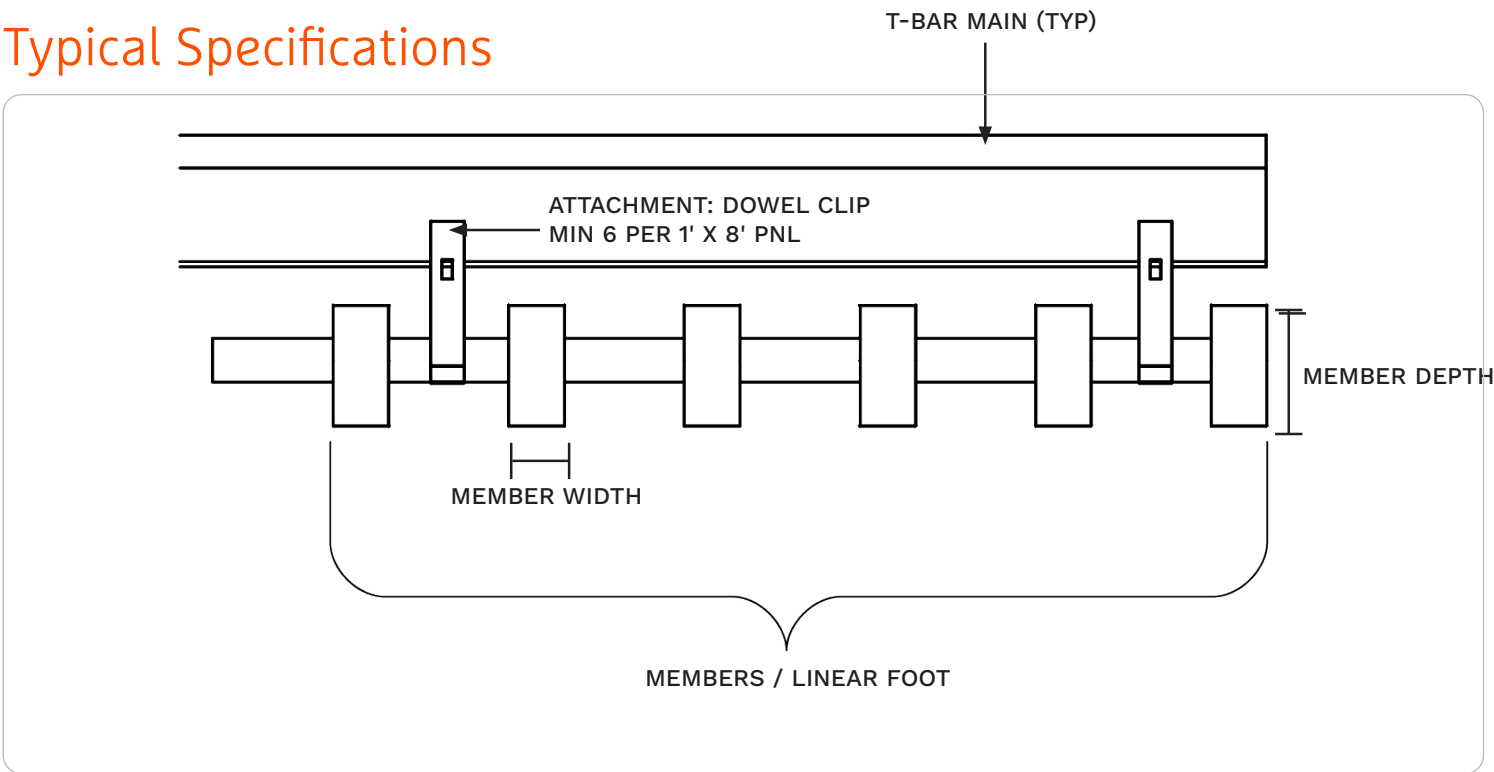 Typical Specifications
T-BAR MAIN (TYP)
ATTACHMENT: DOWEL CLIP
MIN 6 PER 1' X 8' PNL
MEMBER DEPTH
MEMBER WIDTH
MEMBERS / LINEAR FOOT